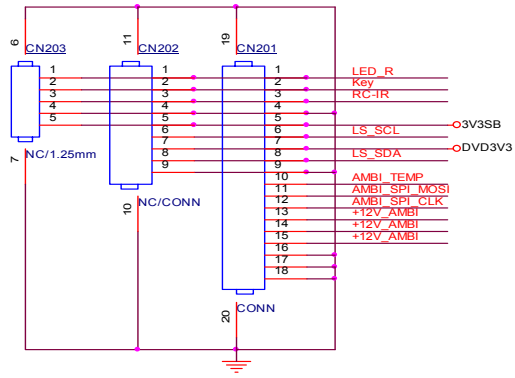 6 11 19
CN203 CN202 CN201
1 1 1 LED_R
2 2 2 Key
3 3 3 RC-IR
4 4 4
5 5 5 3V3SB
6 6 LS_SCL
7 7 DVD3V3
8 8 LS_SDA
9 9
7 NC/1.25mm
10 AMBI_TEMP
11 AMBI_SPI_MOSI
12 AMBI_SPI_CLK
10 NC/CONN
13 +12V_AMBI
14 +12V_AMBI
15 +12V_AMBI
16
17
18
20 CONN